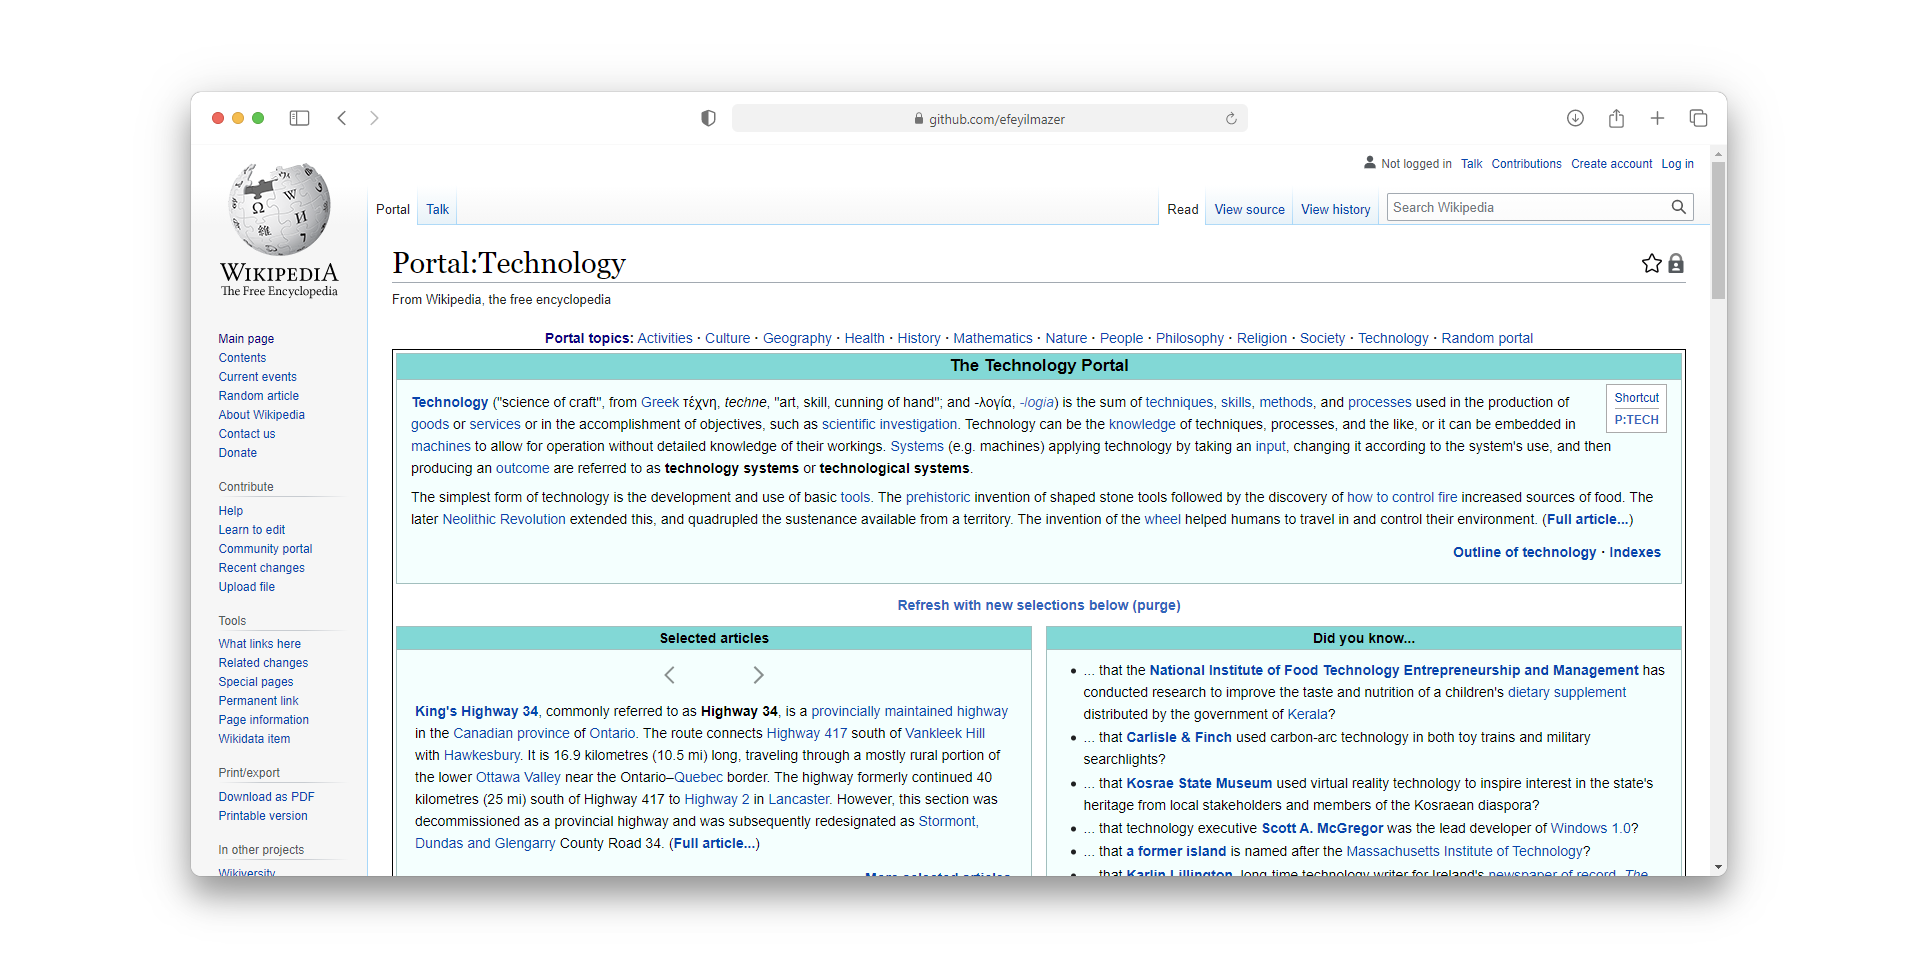 github.com/efeyilmazer
Not logged in Talk Contributions Create account Log in
Portal Talk
Read View source View history
Search Wikipedia
WIKIPEDIA
The Free Encyclopedia
Main page
Contents
Current events
Random article
About Wikipedia
Contact us
Donate
Contribute
Help
Learn to edit
Community portal
Recent changes
Upload file
Tools
What links here
Related changes
Special pages
Permanent link
Page information
Wikidata item
Print/export
Download as PDF
Printable version
In other projects
Wikiversity
Portal:Technology
From Wikipedia, the free encyclopedia
Portal topics: Activities · Culture · Geography · Health · History · Mathematics · Nature · People · Philosophy · Religion · Society · Technology · Random portal
The Technology Portal
Shortcut
P:TECH
Technology ("science of craft", from Greek τέχνη, techne, "art, skill, cunning of hand"; and -λογία, -logia) is the sum of techniques, skills, methods, and processes used in the production of
goods or services or in the accomplishment of objectives, such as scientific investigation. Technology can be the knowledge of techniques, processes, and the like, or it can be embedded in
machines to allow for operation without detailed knowledge of their workings. Systems (e.g. machines) applying technology by taking an input, changing it according to the system's use, and then
producing an outcome are referred to as technology systems or technological systems.
The simplest form of technology is the development and use of basic tools. The prehistoric invention of shaped stone tools followed by the discovery of how to control fire increased sources of food. The
later Neolithic Revolution extended this, and quadrupled the sustenance available from a territory. The invention of the wheel helped humans to travel in and control their environment. (Full article...)
Outline of technology · Indexes
Refresh with new selections below (purge)
Selected articles
King's Highway 34, commonly referred to as Highway 34, is a provincially maintained highway
in the Canadian province of Ontario. The route connects Highway 417 south of Vankleek Hill
with Hawkesbury. It is 16.9 kilometres (10.5 mi) long, traveling through a mostly rural portion of
the lower Ottawa Valley near the Ontario–Quebec border. The highway formerly continued 40
kilometres (25 mi) south of Highway 417 to Highway 2 in Lancaster. However, this section was
decommissioned as a provincial highway and was subsequently redesignated as Stormont,
Dundas and Glengarry County Road 34. (Full article...)
More selected articles
Did you know...
... that the National Institute of Food Technology Entrepreneurship and Management has
conducted research to improve the taste and nutrition of a children's dietary supplement
distributed by the government of Kerala?
... that Carlisle & Finch used carbon-arc technology in both toy trains and military
searchlights?
... that Kosrae State Museum used virtual reality technology to inspire interest in the state's
heritage from local stakeholders and members of the Kosraean diaspora?
... that technology executive Scott A. McGregor was the lead developer of Windows 1.0?
... that a former island is named after the Massachusetts Institute of Technology?
... that Karlin Lillington, long-time technology writer for Ireland's newspaper of record, The